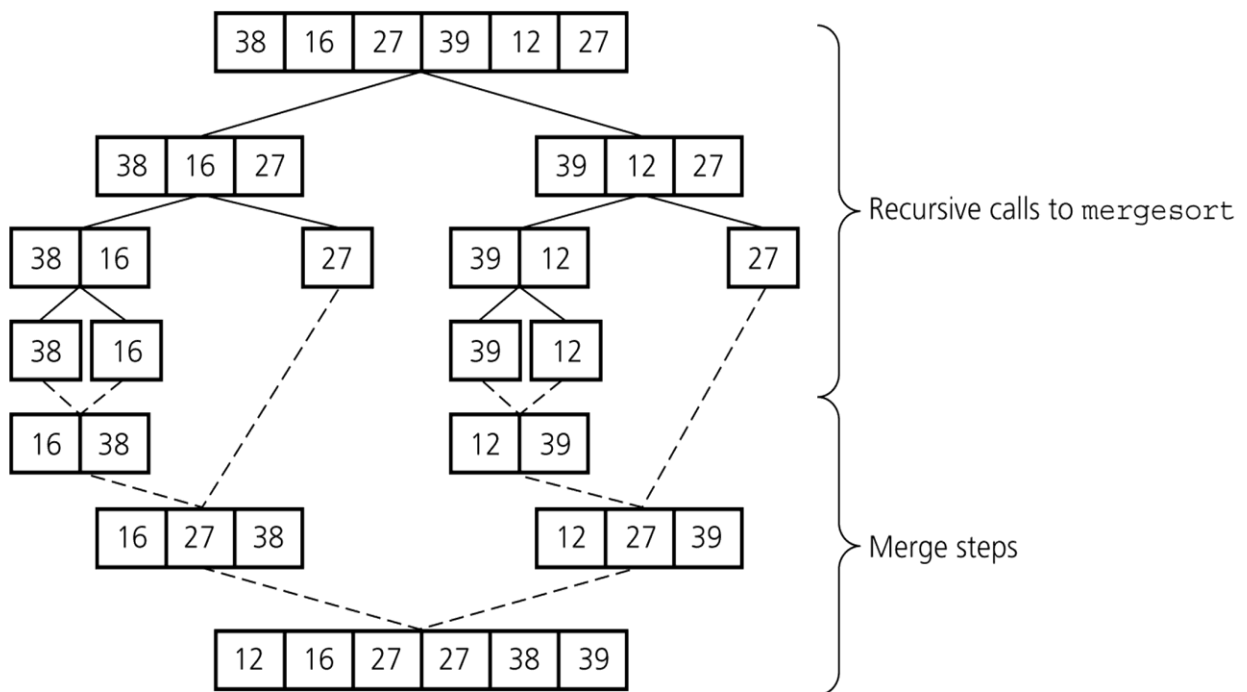 38 16 27 39 12 27
38 16 27 39 12 27
Recursive calls to mergesort
38 16 27 39 12 27
38 16 39 12
16 38 12 39
16 27 38 12 27 39
Merge steps
12 16 27 27 38 39